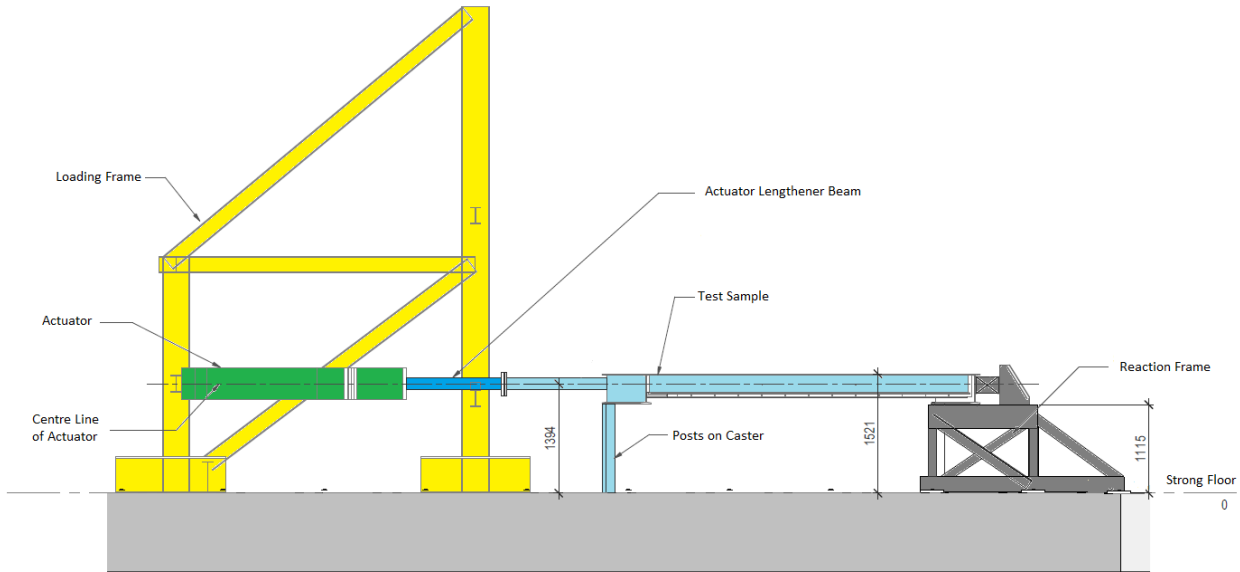 Loading Frame
Actuator Lengthener Beam
Test Sample
Actuator
Reaction Frame
Centre Line
of Actuator
1394
Posts on Caster
1521
1115
Strong Floor
0